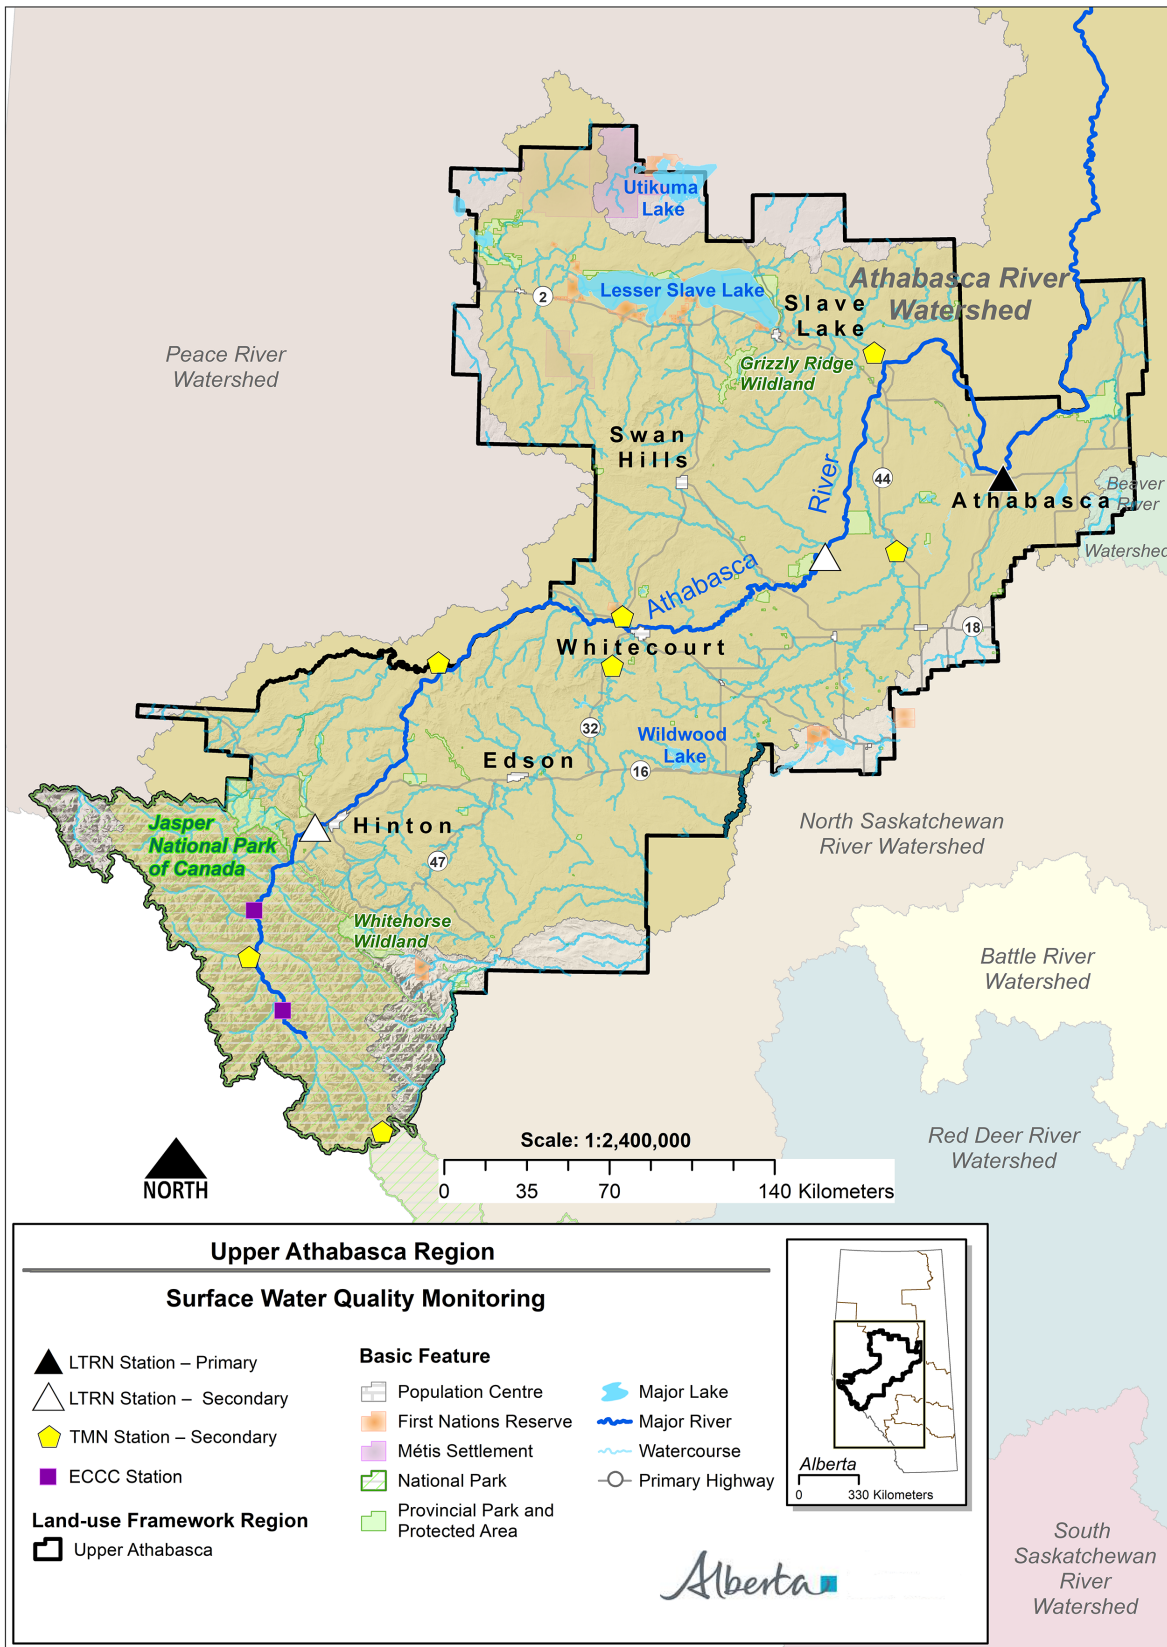 Utikuma
Lake
Athabasca River
Watershed
Lesser Slave Lake
2
Slave
Lake
Peace River
Watershed
Grizzly Ridge
Wildland
Swan
Hills
River
44
Athabasca
Beaver
River
Watershed
Athabasca
18
Whitecourt
32
Wildwood
Lake
Edson
16
Jasper
National Park
of Canada
Hinton
47
North Saskatchewan
River Watershed
Whitehorse
Wildland
Battle River
Watershed
Red Deer River
Watershed
Scale: 1:2,400,000
0 35 70 140 Kilometers
NORTH
Upper Athabasca Region
Surface Water Quality Monitoring
LTRN Station – Primary
LTRN Station – Secondary
TMN Station – Secondary
ECCC Station
Land-use Framework Region
Upper Athabasca
Basic Feature
Population Centre
First Nations Reserve
Métis Settlement
National Park
Provincial Park and
Protected Area
Major Lake
Major River
Watercourse
Primary Highway
Alberta
0 330 Kilometers
Alberta
South
Saskatchewan
River
Watershed